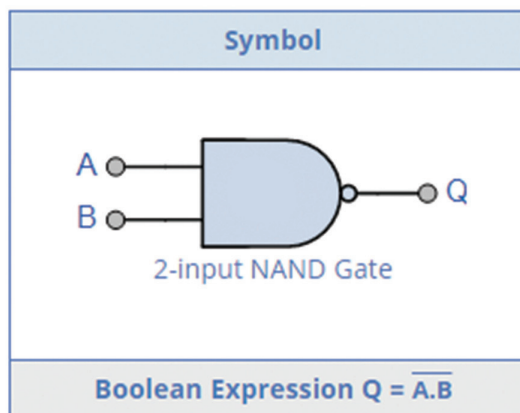 Symbol
A
B
Q
2-input NAND Gate
Boolean Expression Q = A̅.̅B̅